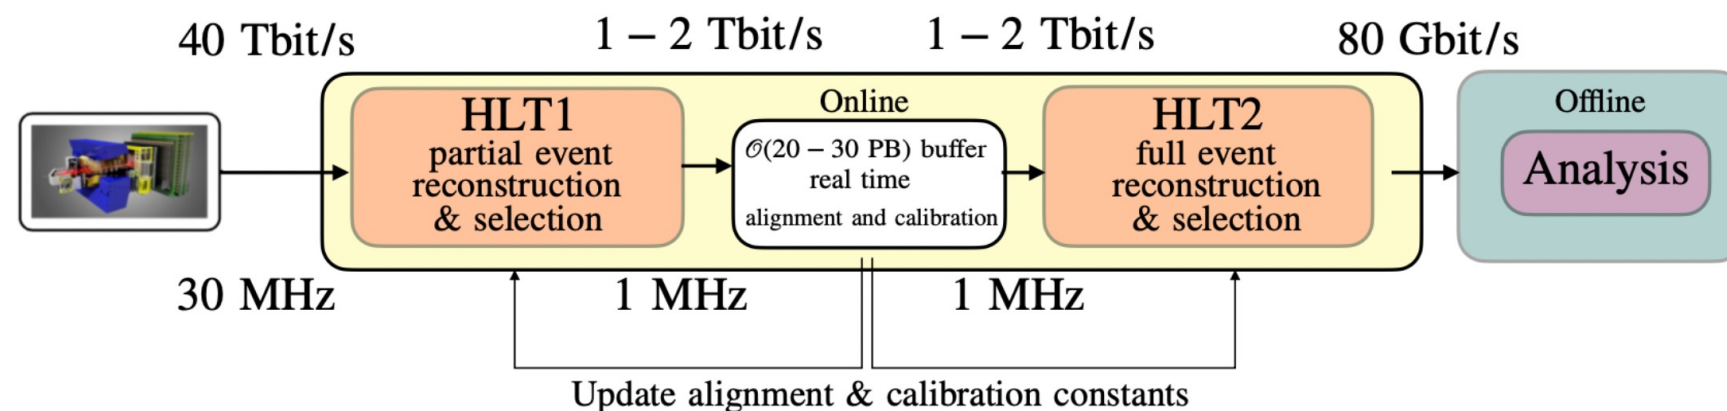 40 Tbit/s
1 – 2 Tbit/s
1 – 2 Tbit/s
80 Gbit/s
HLT1
partial event
reconstruction
& selection
Online
𝒪(20 – 30 PB) buffer
real time
alignment and calibration
HLT2
full event
reconstruction
& selection
Offline
Analysis
30 MHz
1 MHz
1 MHz
Update alignment & calibration constants